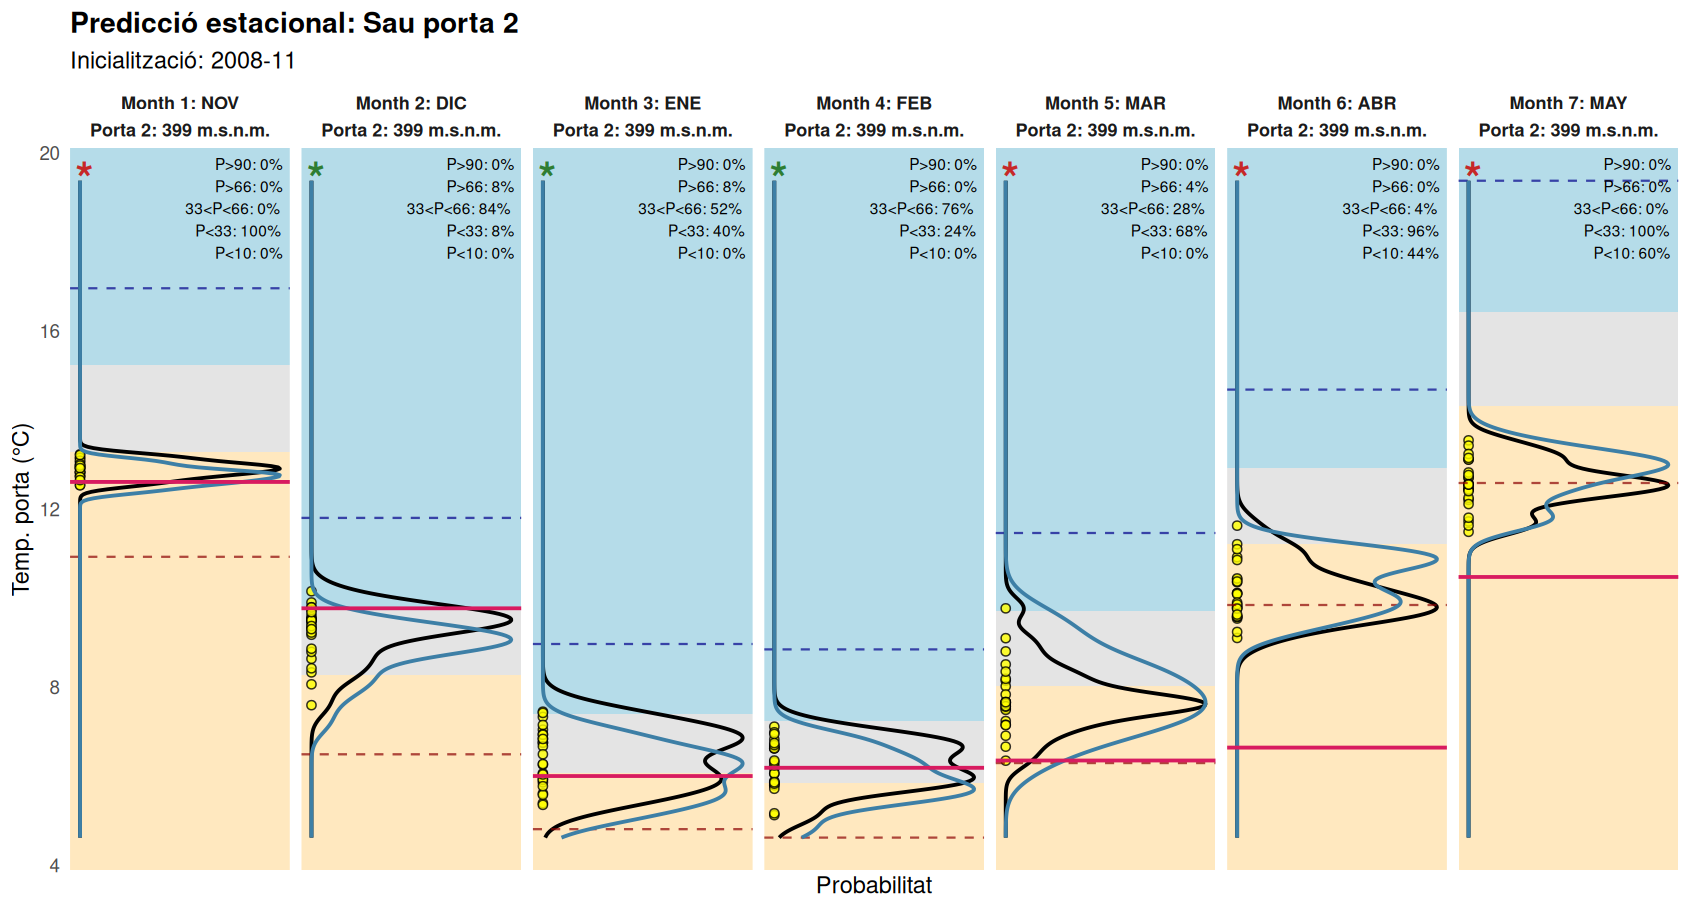 Predicció estacional: Sau porta 2
Inicialització: 2008-11
Month 1: NOV
Porta 2: 399 m.s.n.m.
Month 2: DIC
Porta 2: 399 m.s.n.m.
Month 3: ENE
Porta 2: 399 m.s.n.m.
Month 4: FEB
Porta 2: 399 m.s.n.m.
Month 5: MAR
Porta 2: 399 m.s.n.m.
Month 6: ABR
Porta 2: 399 m.s.n.m.
Month 7: MAY
Porta 2: 399 m.s.n.m.
Temp. porta (°C)
20
16
12
8
4
*
P>90: 0%
P>66: 0%
33<P<66: 0%
P<33: 100%
P<10: 0%
*
P>90: 0%
P>66: 8%
33<P<66: 84%
P<33: 8%
P<10: 0%
*
P>90: 0%
P>66: 8%
33<P<66: 52%
P<33: 40%
P<10: 0%
*
P>90: 0%
P>66: 0%
33<P<66: 76%
P<33: 24%
P<10: 0%
*
P>90: 0%
P>66: 4%
33<P<66: 28%
P<33: 68%
P<10: 0%
*
P>90: 0%
P>66: 0%
33<P<66: 4%
P<33: 96%
P<10: 44%
*
P>90: 0%
P>66: 0%
33<P<66: 0%
P<33: 100%
P<10: 60%
Probabilitat